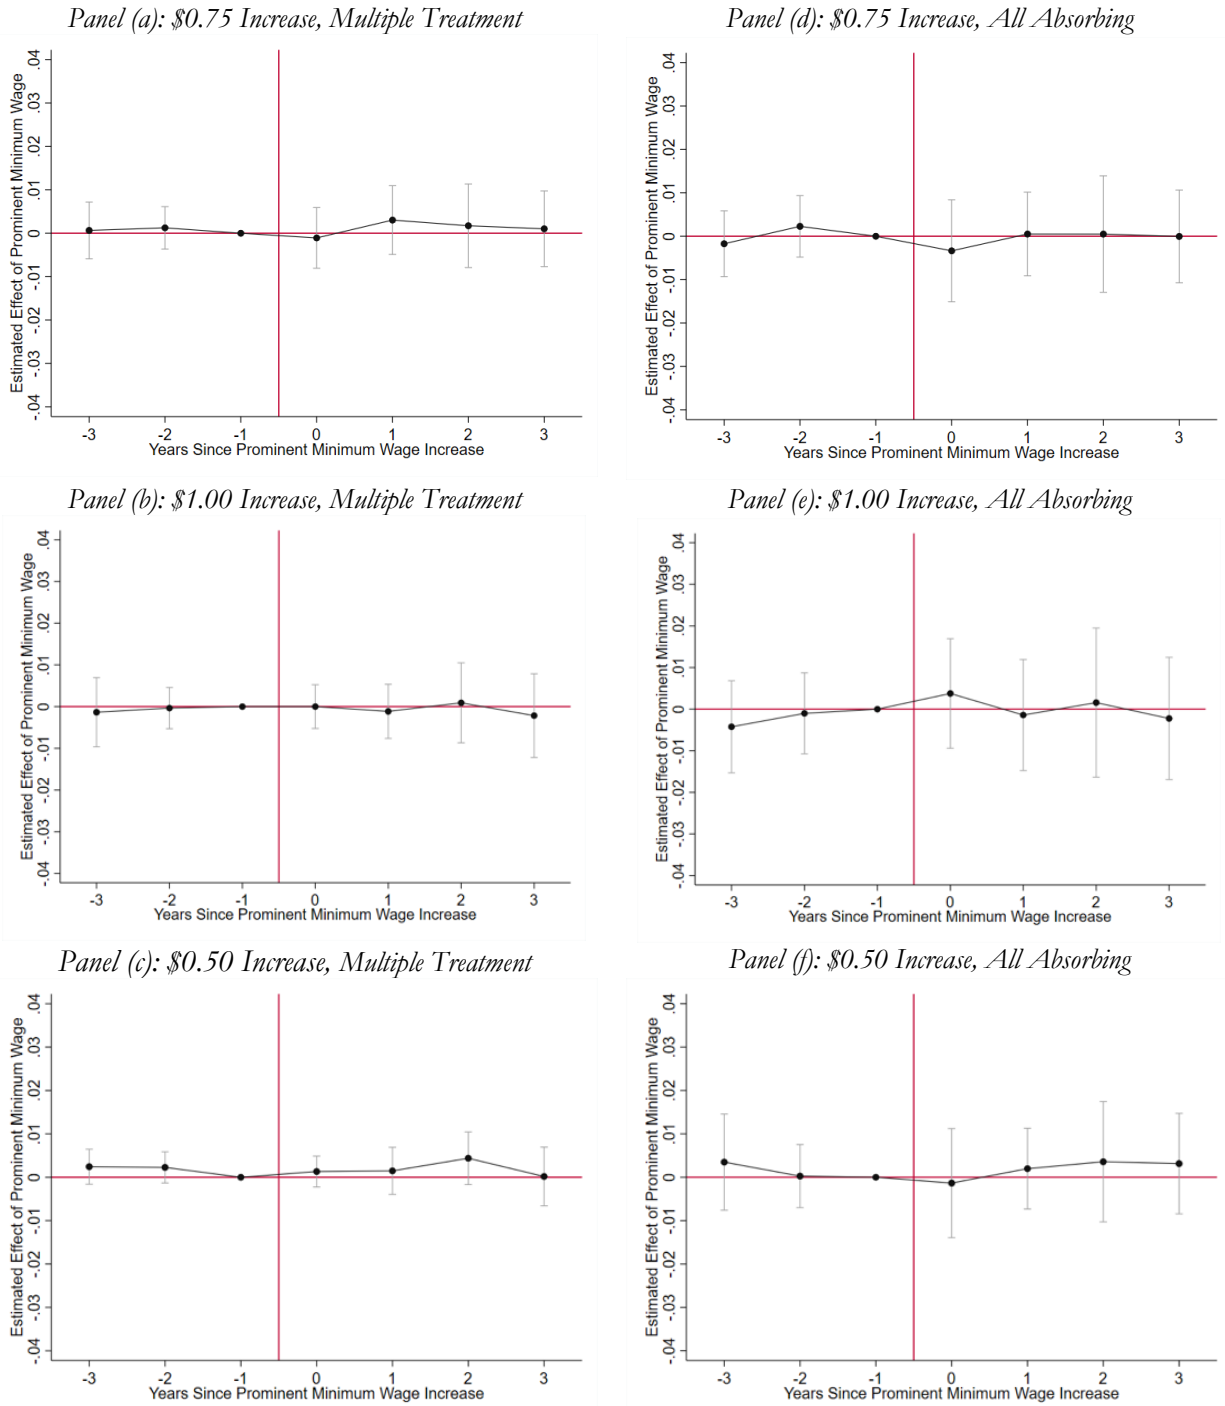 Panel (a): $0.75 Increase, Multiple Treatment
Estimated Effect of Prominent Minimum Wage
.04
.03
.02
.01
0
-.01
-.02
-.03
-.04
-3 -2 -1 0 1 2 3
Years Since Prominent Minimum Wage Increase
Panel (d): $0.75 Increase, All Absorbing
Estimated Effect of Prominent Minimum Wage
.04
.03
.02
.01
0
-.01
-.02
-.03
-.04
-3 -2 -1 0 1 2 3
Years Since Prominent Minimum Wage Increase
Panel (b): $1.00 Increase, Multiple Treatment
Estimated Effect of Prominent Minimum Wage
.04
.03
.02
.01
0
-.01
-.02
-.03
-.04
-3 -2 -1 0 1 2 3
Years Since Prominent Minimum Wage Increase
Panel (e): $1.00 Increase, All Absorbing
Estimated Effect of Prominent Minimum Wage
.04
.03
.02
.01
0
-.01
-.02
-.03
-.04
-3 -2 -1 0 1 2 3
Years Since Prominent Minimum Wage Increase
Panel (c): $0.50 Increase, Multiple Treatment
Estimated Effect of Prominent Minimum Wage
.04
.03
.02
.01
0
-.01
-.02
-.03
-.04
-3 -2 -1 0 1 2 3
Years Since Prominent Minimum Wage Increase
Panel (f): $0.50 Increase, All Absorbing
Estimated Effect of Prominent Minimum Wage
.04
.03
.02
.01
0
-.01
-.02
-.03
-.04
-3 -2 -1 0 1 2 3
Years Since Prominent Minimum Wage Increase